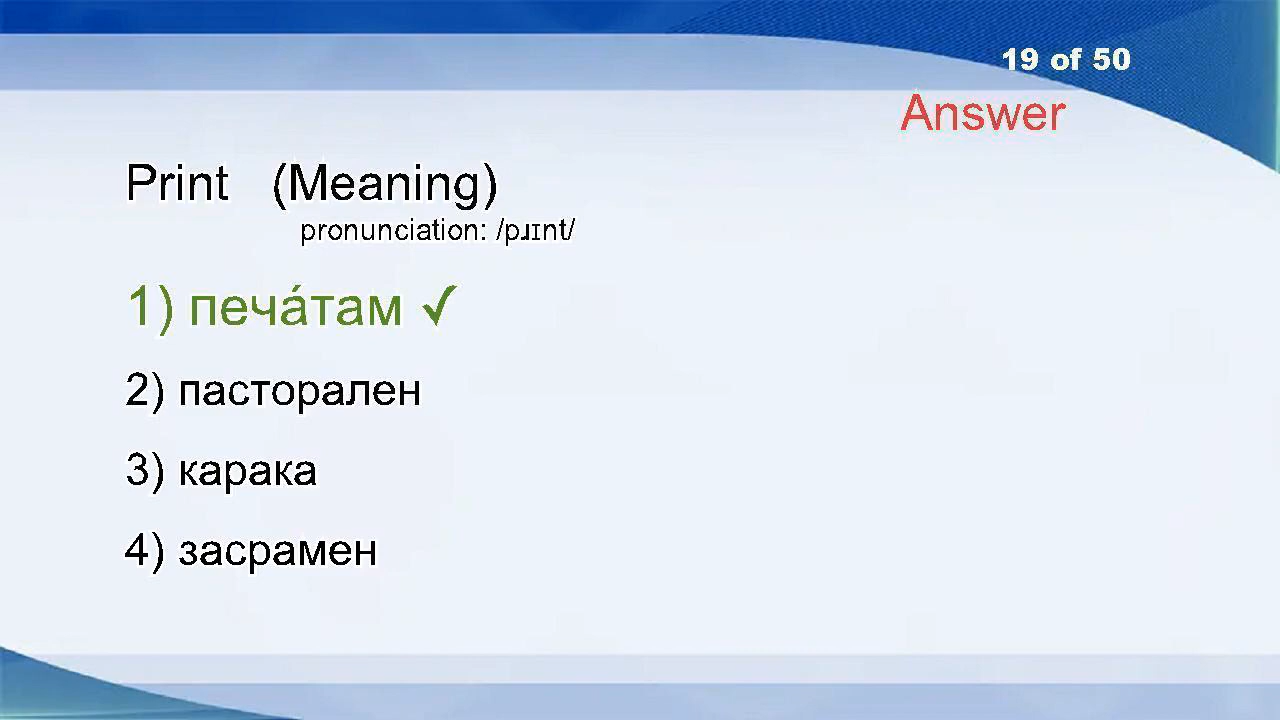 19 of 50
Answer
Print (Meaning)
pronunciation: /pɹɪnt/
1) печа́там ✓
2) пасторален
3) карака
4) засрамен